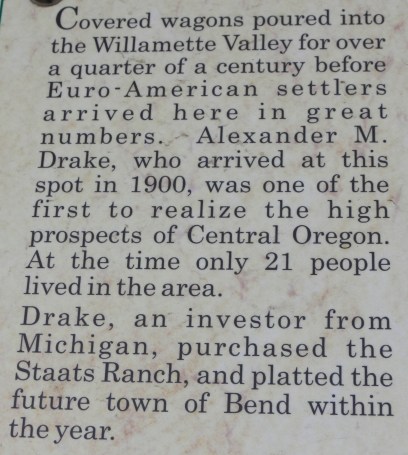 Covered wagons poured into
the Willamette Valley for over
a quarter of a century before
Euro-American settlers
arrived here in great
numbers. Alexander M.
Drake, who arrived at this
spot in 1900, was one of the
first to realize the high
prospects of Central Oregon.
At the time only 21 people
lived in the area.
Drake, an investor from
Michigan, purchased the
Staats Ranch, and platted the
future town of Bend within
the year.